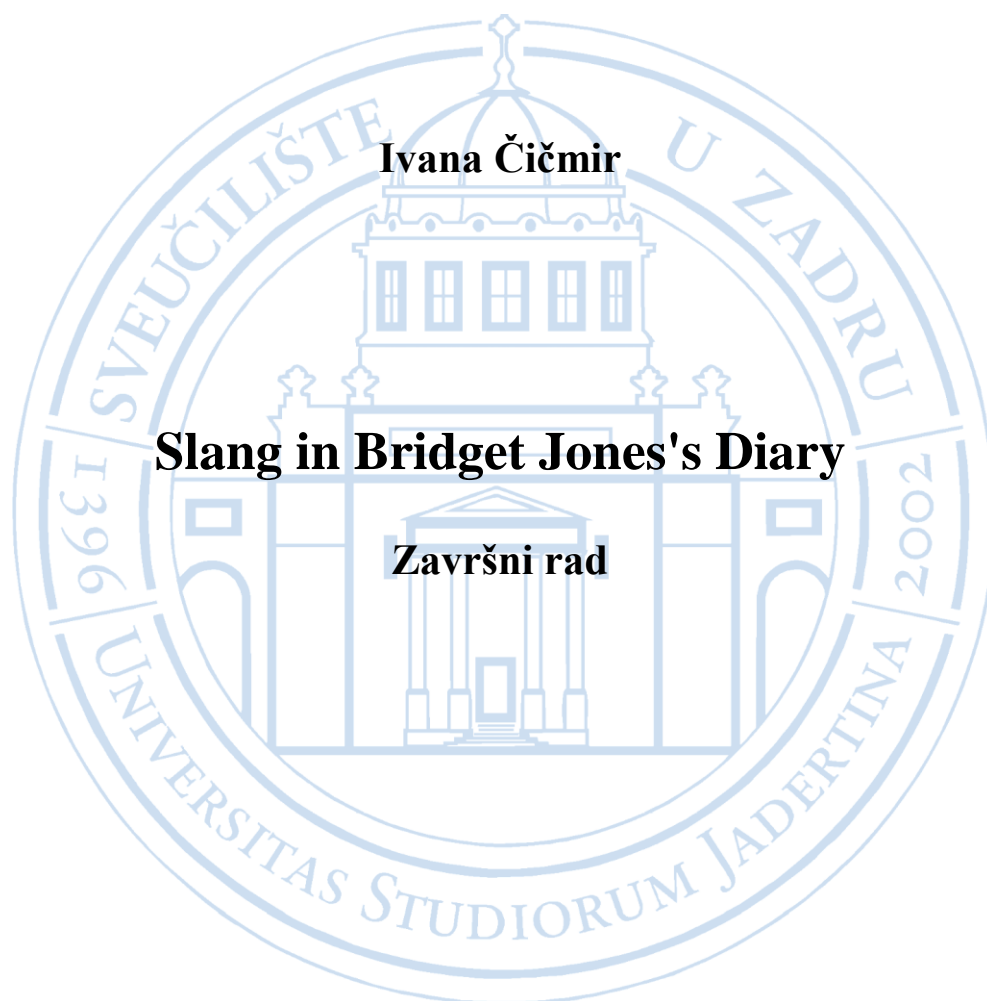 Ivana Čičmir
Slang in Bridget Jones's Diary
Završni rad
SVEUČILIŠTE U ZADRU
1396
2002
UNIVERSITAS STUDIORUM JADERTINA